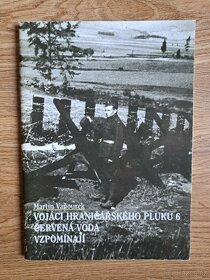 Martin Vaňourek
VOJÁCI HRANIČÁŘSKÉHO PLUKU 6
ČERVENÁ VODA
VZPOMÍNAJÍ